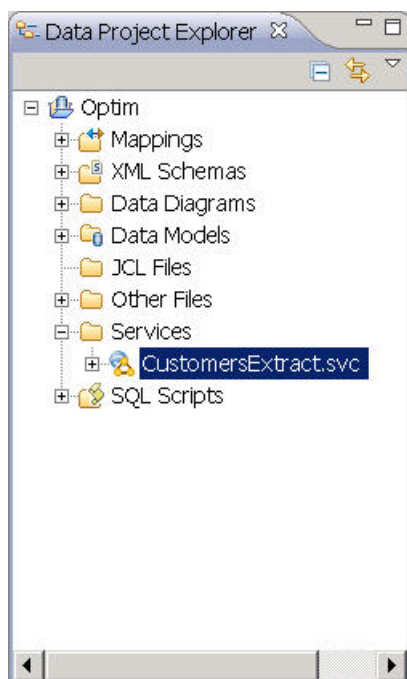 Data Project Explorer
Optim
Mappings
XML Schemas
Data Diagrams
Data Models
JCL Files
Other Files
Services
CustomersExtract.svc
SQL Scripts